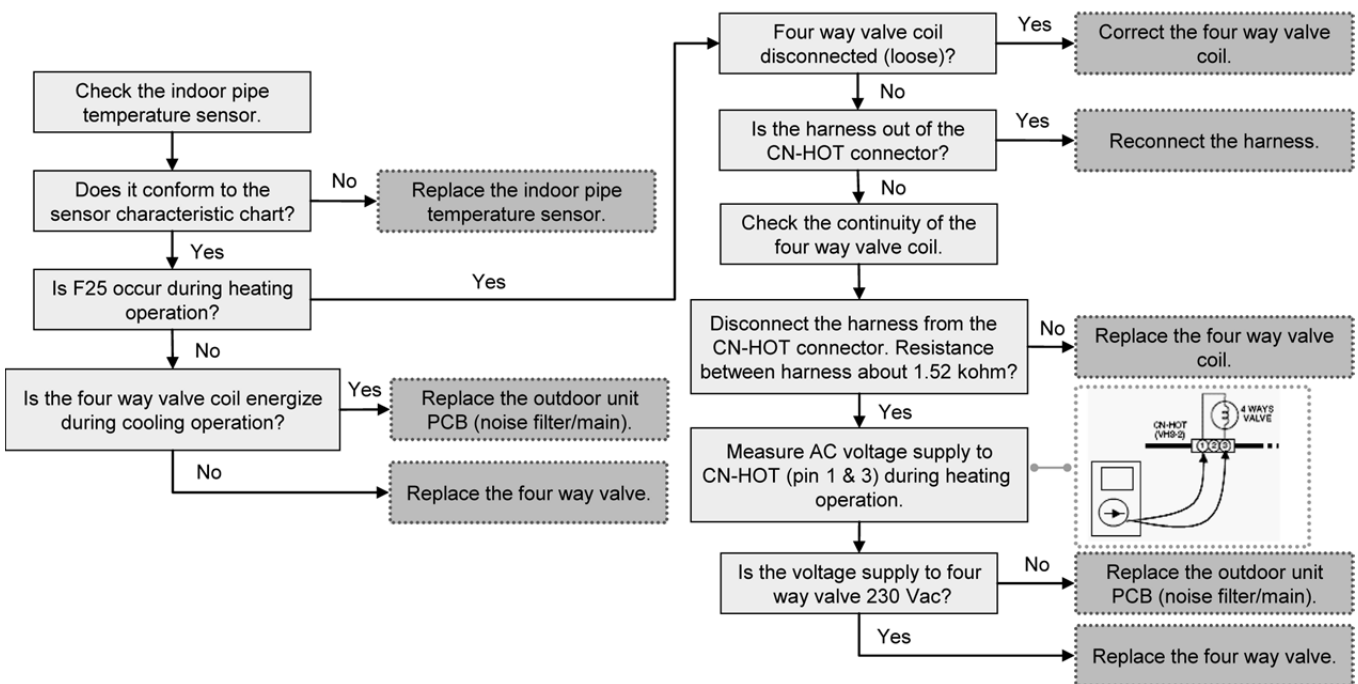 Check the indoor pipe
temperature sensor.
Does it conform to the
sensor characteristic chart?
No
Replace the indoor pipe
temperature sensor.
Yes
Is F25 occur during heating
operation?
Yes
No
Is the four way valve coil energize
during cooling operation?
Yes
Replace the outdoor unit
PCB (noise filter/main).
No
Replace the four way valve.
Four way valve coil
disconnected (loose)?
Yes
Correct the four way valve
coil.
No
Is the harness out of the
CN-HOT connector?
Yes
Reconnect the harness.
No
Check the continuity of the
four way valve coil.
Disconnect the harness from the
CN-HOT connector. Resistance
between harness about 1.52 kohm?
No
Replace the four way valve
coil.
Yes
Measure AC voltage supply to
CN-HOT (pin 1 & 3) during heating
operation.
4 WAYS
VALVE
CN-HOT
(VH9-2)
1 2 3
Is the voltage supply to four
way valve 230 Vac?
No
Replace the outdoor unit
PCB (noise filter/main).
Yes
Replace the four way valve.